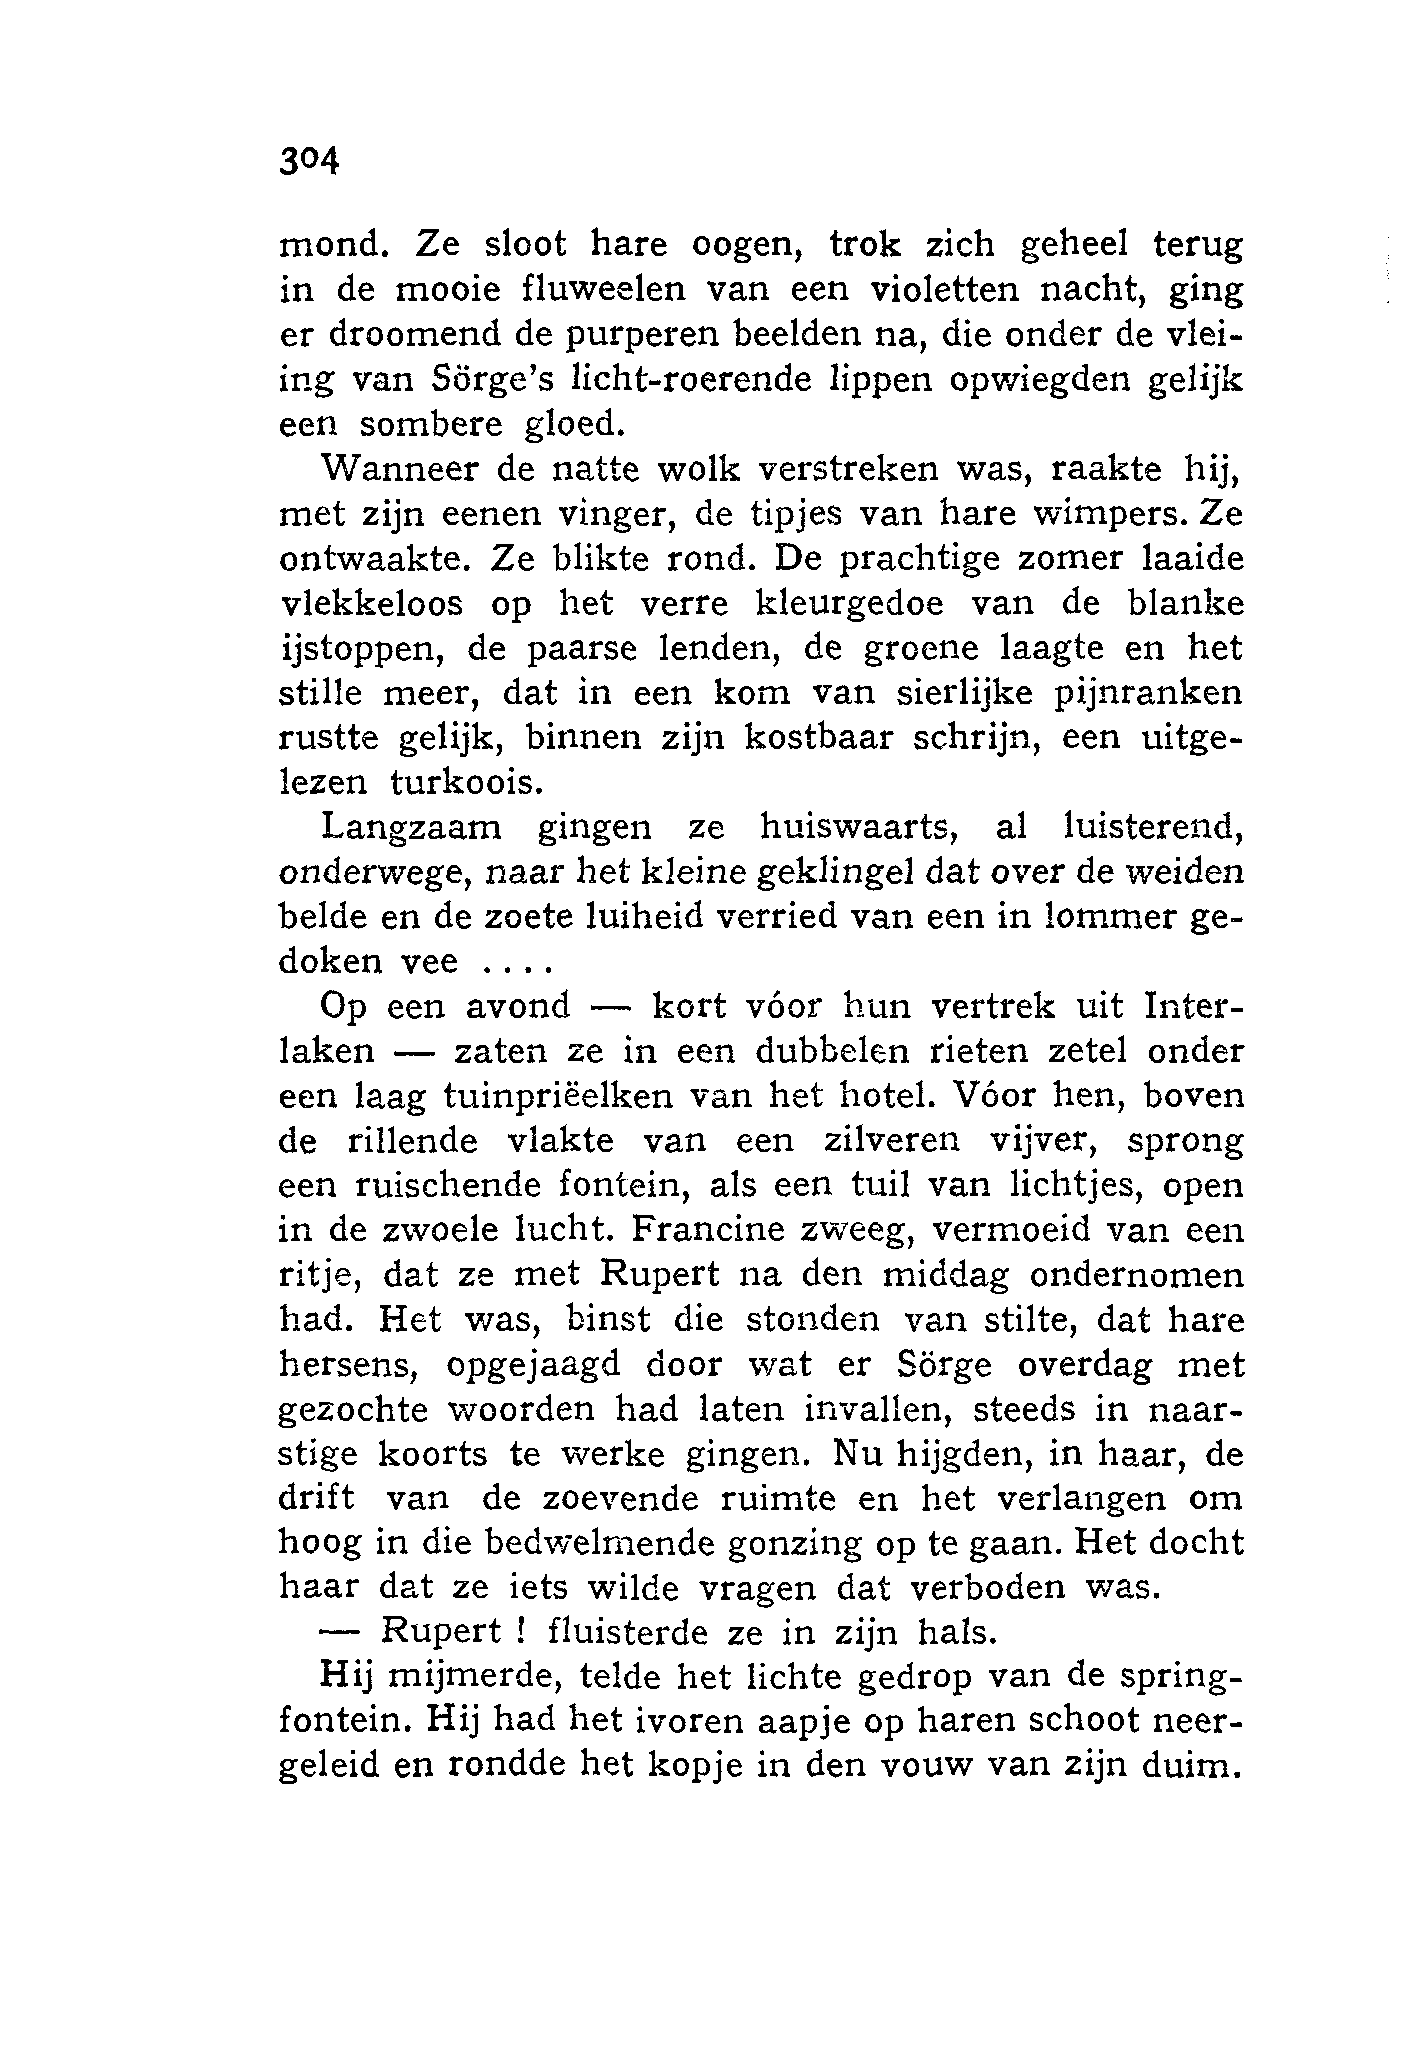 304
mond. Ze sloot hare oogen, trok zich geheel terug
in de mooie fluweelen van een violetten nacht, ging
er droomend de purperen beelden na, die onder de vlei-
ing van Sörge's licht-roerende lippen opwiegden gelijk
een sombere gloed.
Wanneer de natte wolk verstreken was, raakte hij,
met zijn eenen vinger, de tipjes van hare wimpers. Ze
ontwaakte. Ze blikte rond. De prachtige zomer laaide
vlekkeloos op het verre kleurgedoe van de blanke
ijstoppen, de paarse lenden, de groene laagte en het
stille meer, dat in een kom van sierlijke pijnranken
rustte gelijk, binnen zijn kostbaar schrijn, een uitge-
lezen turkoois.
Langzaam gingen ze huiswaarts, al luisterend,
onderwege, naar het kleine geklingel dat over de weiden
belde en de zoete luiheid verried van een in lommer ge-
doken vee ....
Op een avond — kort vóor hun vertrek uit Inter-
laken — zaten ze in een dubbelen rieten zetel onder
een laag tuinpriëelken van het hotel. Vóor hen, boven
de rillende vlakte van een zilveren vijver, sprong
een ruischende fontein, als een tuil van lichtjes, open
in de zwoele lucht. Francine zweeg, vermoeid van een
ritje, dat ze met Rupert na den middag ondernomen
had. Het was, binst die stonden van stilte, dat hare
hersens, opgejaagd door wat er Sörge overdag met
gezochte woorden had laten invallen, steeds in naar-
stige koorts te werke gingen. Nu hijgden, in haar, de
drift van de zoevende ruimte en het verlangen om
hoog in die bedwelmende gonzing op te gaan. Het docht
haar dat ze iets wilde vragen dat verboden was.
— Rupert ! fluisterde ze in zijn hals.
Hij mijmerde, telde het lichte gedrop van de spring-
fontein. Hij had het ivoren aapje op haren schoot neer-
geleid en rondde het kopje in den vouw van zijn duim.